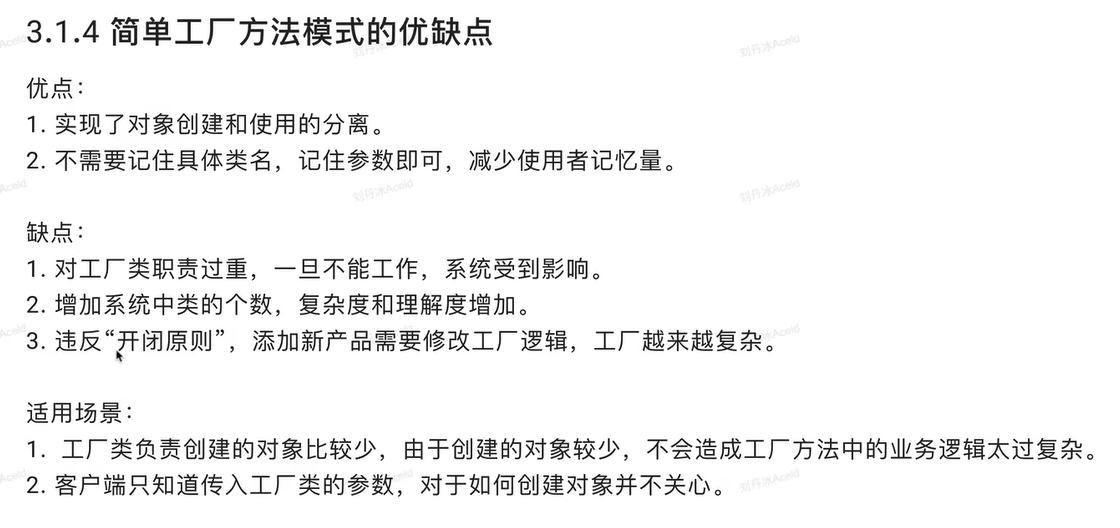 3.1.4 简单工厂方法模式的优缺点
优点：
1. 实现了对象创建和使用的分离。
2. 不需要记住具体类名，记住参数即可，减少使用者记忆量。
缺点：
1. 对工厂类职责过重，一旦不能工作，系统受到影响。
2. 增加系统中类的个数，复杂度和理解度增加。
3. 违反“开闭原则”，添加新产品需要修改工厂逻辑，工厂越来越复杂。
适用场景：
1. 工厂类负责创建的对象比较少，由于创建的对象较少，不会造成工厂方法中的业务逻辑太过复杂。
2. 客户端只知道传入工厂类的参数，对于如何创建对象并不关心。
刘丹冰Aceld
刘丹冰Aceld
刘丹冰Aceld
刘丹冰Aceld
刘丹冰Aceld